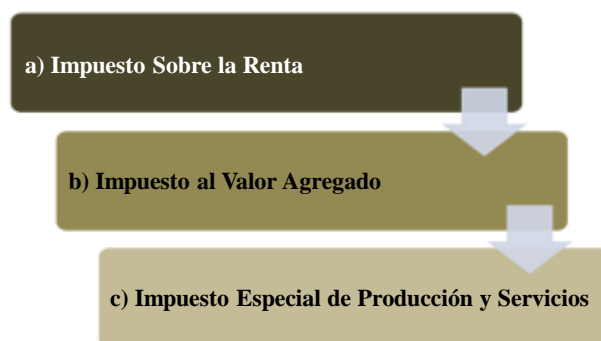 a) Impuesto Sobre la Renta
b) Impuesto al Valor Agregado
c) Impuesto Especial de Producción y Servicios